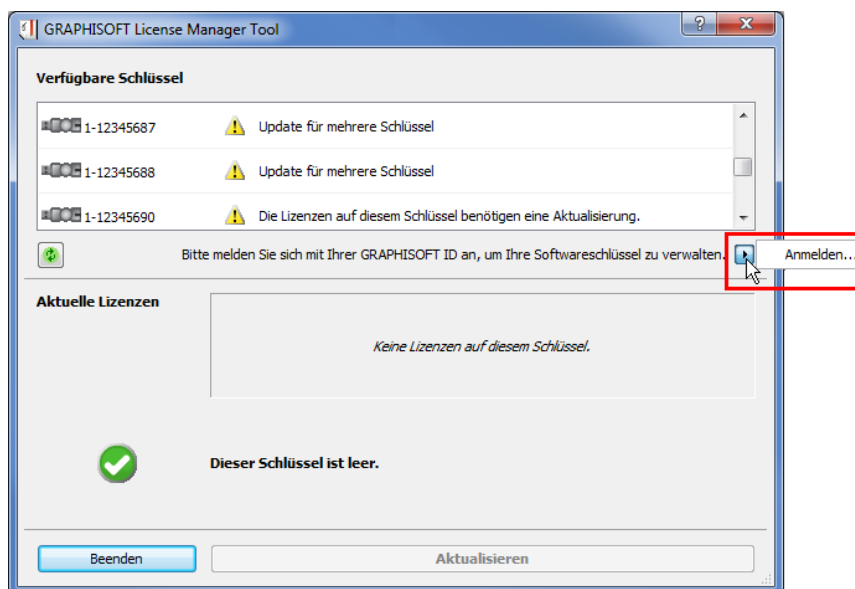 GRAPHISOFT License Manager Tool
Verfügbare Schlüssel
1-12345687 Update für mehrere Schlüssel
1-12345688 Update für mehrere Schlüssel
1-12345690 Die Lizenzen auf diesem Schlüssel benötigen eine Aktualisierung.
Bitte melden Sie sich mit Ihrer GRAPHISOFT ID an, um Ihre Softwareschlüssel zu verwalten.
Anmelden...
Aktuelle Lizenzen
Keine Lizenzen auf diesem Schlüssel.
Dieser Schlüssel ist leer.
Beenden Aktualisieren